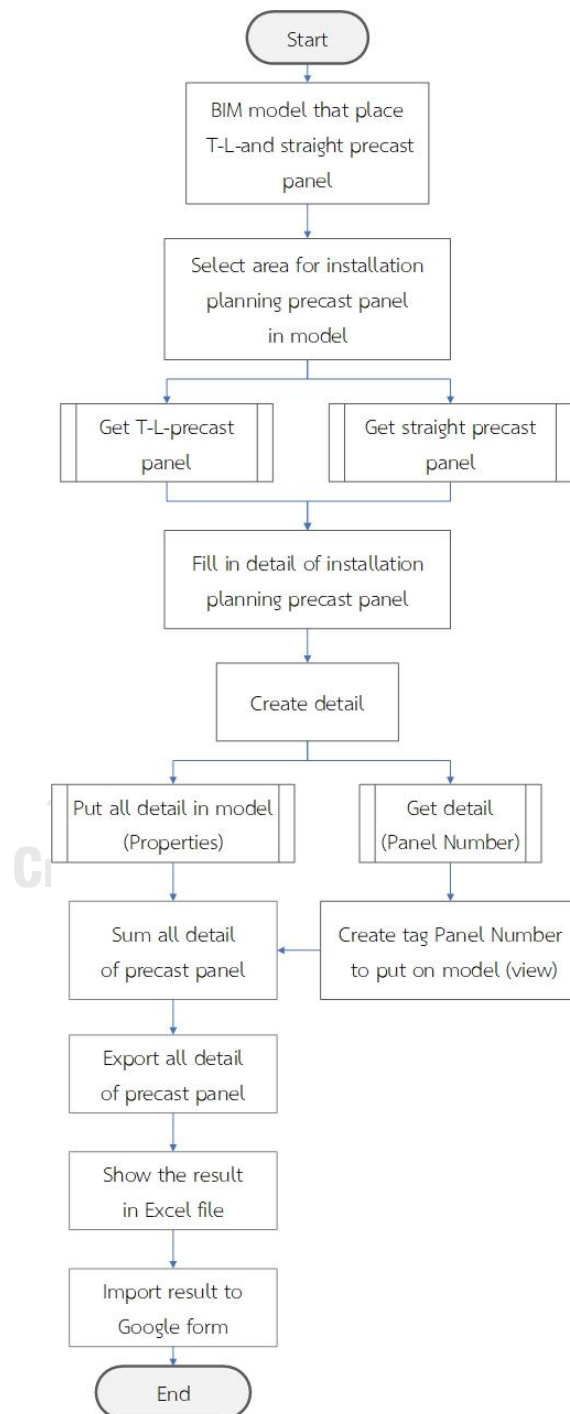 Start
BIM model that place
T-L-and straight precast
panel
Select area for installation
planning precast panel
in model
Get T-L-precast
panel
Get straight precast
panel
Fill in detail of installation
planning precast panel
Create detail
Put all detail in model
(Properties)
Get detail
(Panel Number)
Sum all detail
of precast panel
Create tag Panel Number
to put on model (view)
Export all detail
of precast panel
Show the result
in Excel file
Import result to
Google form
End